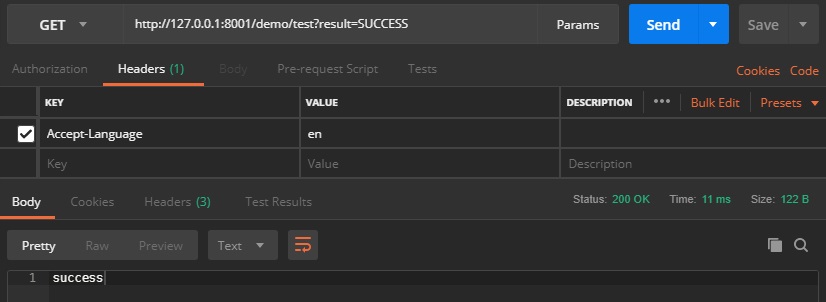 GET http://127.0.0.1:8001/demo/test?result=SUCCESS Params Send Save
Authorization Headers (1) Body Pre-request Script Tests Cookies Code
KEY VALUE DESCRIPTION ••• Bulk Edit Presets
Accept-Language en
Key Value Description
Body Cookies Headers (3) Test Results Status: 200 OK Time: 11 ms Size: 122 B
Pretty Raw Preview Text
1 success